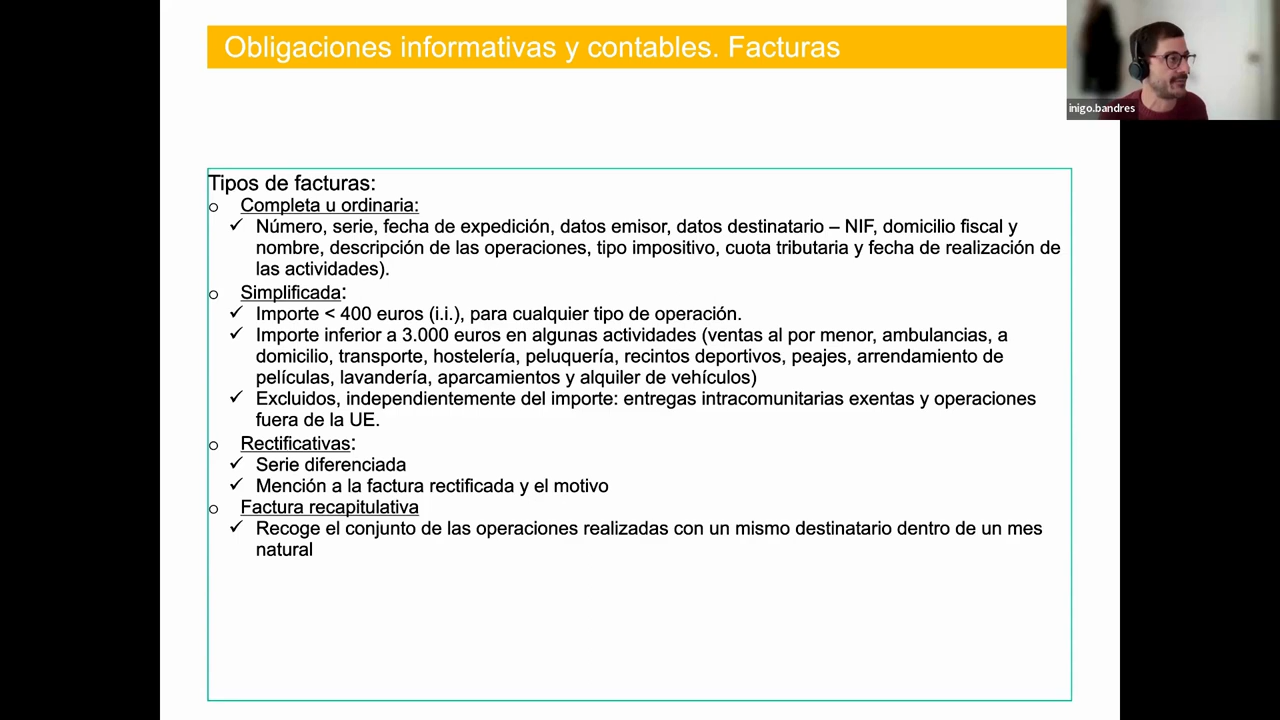 Obligaciones informativas y contables. Facturas
inigo.bandres
Tipos de facturas:
o Completa u ordinaria:
✓ Número, serie, fecha de expedición, datos emisor, datos destinatario – NIF, domicilio fiscal y
nombre, descripción de las operaciones, tipo impositivo, cuota tributaria y fecha de realización de
las actividades).
o Simplificada:
✓ Importe < 400 euros (i.i.), para cualquier tipo de operación.
✓ Importe inferior a 3.000 euros en algunas actividades (ventas al por menor, ambulancias, a
domicilio, transporte, hostelería, peluquería, recintos deportivos, peajes, arrendamiento de
películas, lavandería, aparcamientos y alquiler de vehículos)
✓ Excluidos, independientemente del importe: entregas intracomunitarias exentas y operaciones
fuera de la UE.
o Rectificativas:
✓ Serie diferenciada
✓ Mención a la factura rectificada y el motivo
o Factura recapitulativa
✓ Recoge el conjunto de las operaciones realizadas con un mismo destinatario dentro de un mes
natural